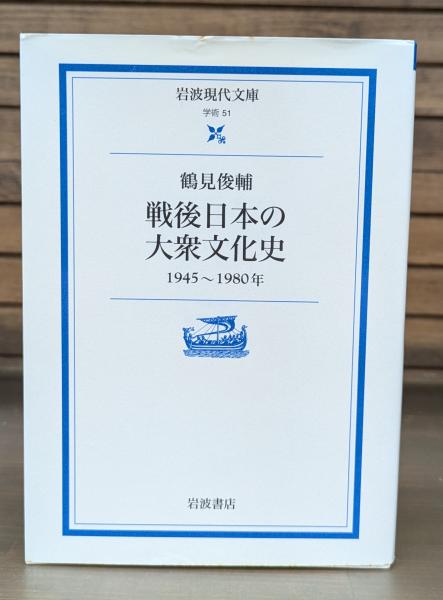 岩波現代文庫
学術 51
鶴見俊輔
戦後日本の
大衆文化史
1945〜1980年
岩波書店